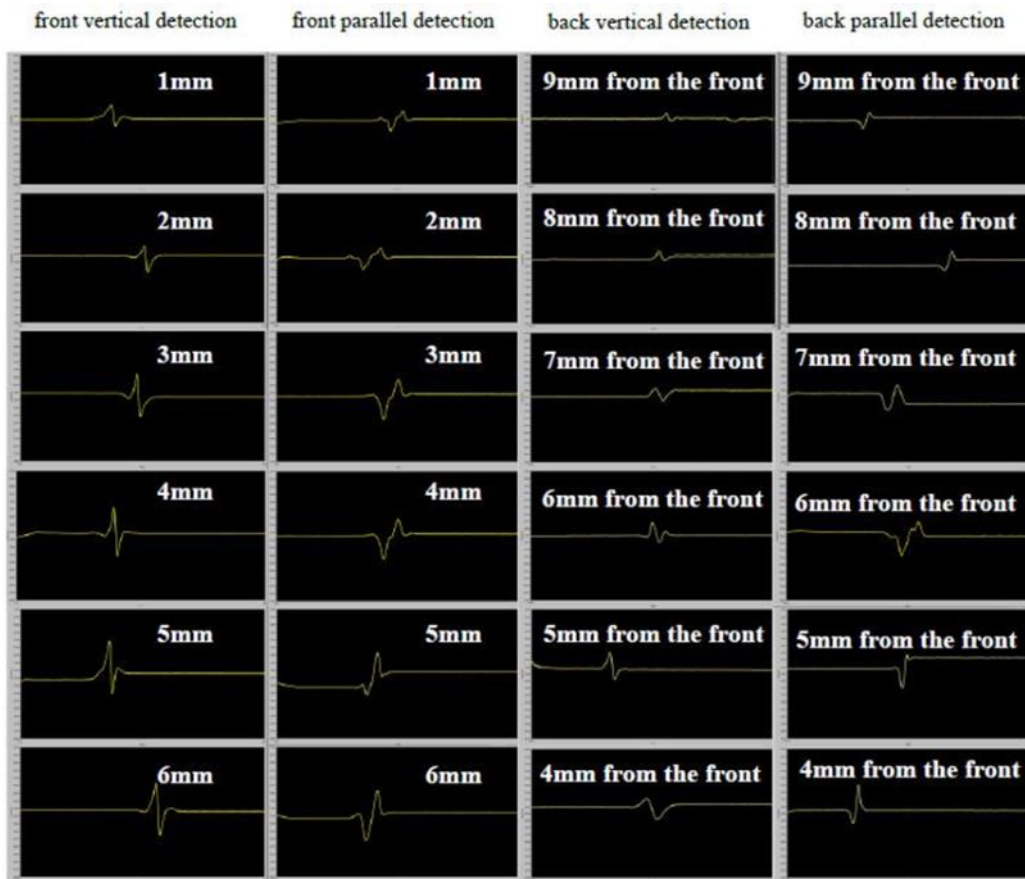 front vertical detection front parallel detection back vertical detection back parallel detection
1mm 1mm 9mm from the front 9mm from the front
2mm 2mm 8mm from the front 8mm from the front
3mm 3mm 7mm from the front 7mm from the front
4mm 4mm 6mm from the front 6mm from the front
5mm 5mm 5mm from the front 5mm from the front
6mm 6mm 4mm from the front 4mm from the front